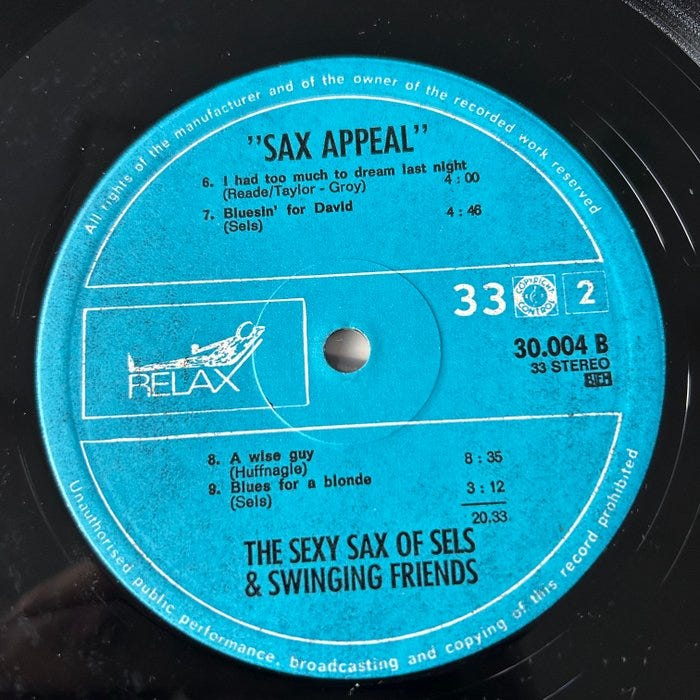 All rights of the manufacturer and of the owner of the recorded work reserved
"SAX APPEAL"
6. I had too much to dream last night 4:00
(Reade/Taylor - Groy)
7. Bluesin' for David 4:46
(Sels)
33 COPYRIGHT CONTROL 2
RELAX
30.004 B
33 STEREO
BIEM
8. A wise guy 8:35
(Huffnagle)
9. Blues for a blonde 3:12
(Sels)
20.33
THE SEXY SAX OF SELS
& SWINGING FRIENDS
Unauthorised public performance, broadcasting and copying of this record prohibited